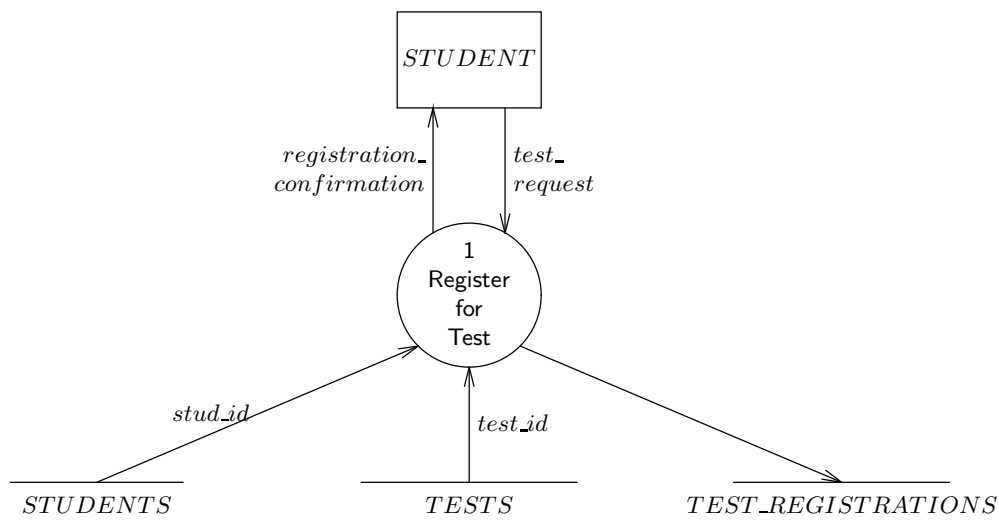 STUDENT
registration_
confirmation
test_
request
1
Register
for
Test
stud_id
test_id
STUDENTS
TESTS
TEST_REGISTRATIONS